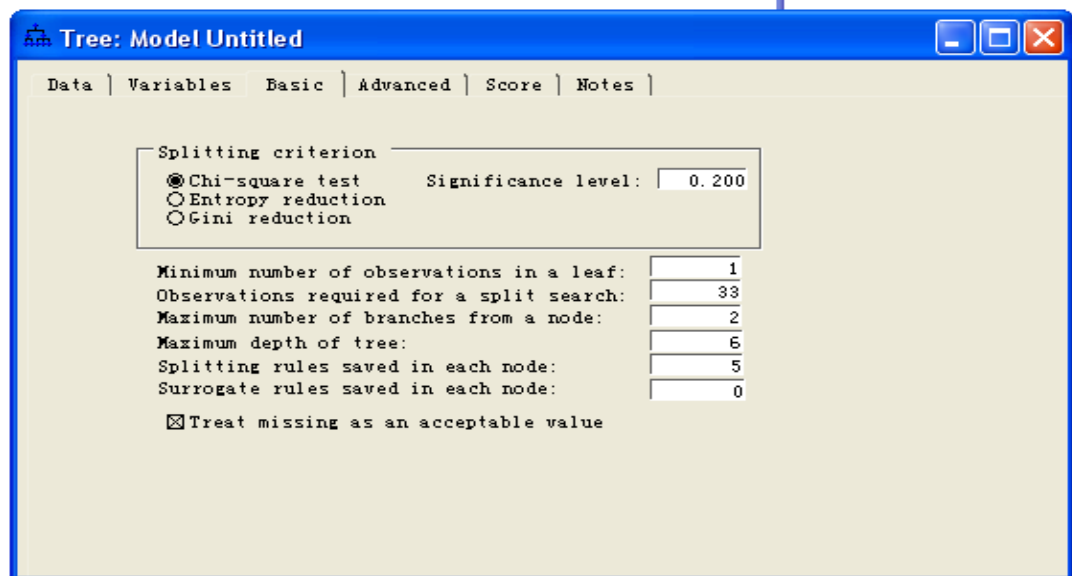 Tree: Model Untitled
Data Variables Basic Advanced Score Notes
Splitting criterion
Chi-square test Significance level: 0.200
Entropy reduction
Gini reduction
Minimum number of observations in a leaf: 1
Observations required for a split search: 33
Maximum number of branches from a node: 2
Maximum depth of tree: 6
Splitting rules saved in each node: 5
Surrogate rules saved in each node: 0
Treat missing as an acceptable value